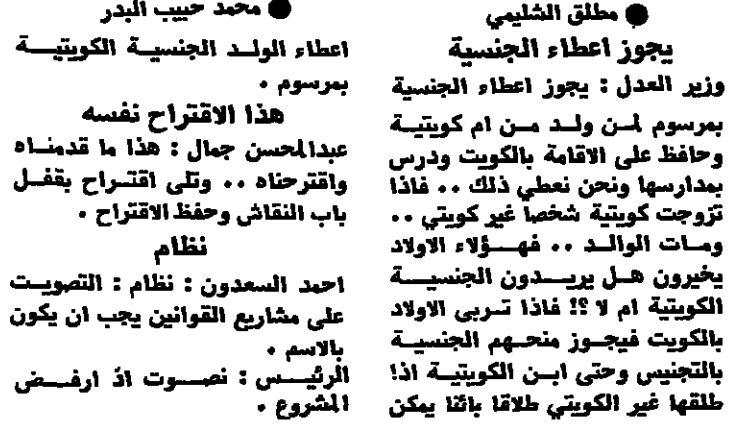 ● مطلق الشليمي
يجوز اعطاء الجنسية
وزير العدل : يجوز اعطاء الجنسية
بمرسوم لمن ولد من ام كويتية
وحافظ على الاقامة بالكويت ودرس
بمدارسها ونحن نعطي ذلك .. فاذا
تزوجت كويتية شخصا غير كويتي ..
ومات الوالد .. فهؤلاء الاولاد
يخيرون هل يريدون الجنسية
الكويتية ام لا ؟! فاذا تربى الاولاد
بالكويت فيجوز منحهم الجنسية
بالتجنيس وحتى ابن الكويتية اذا
طلقها غير الكويتي طلاقا بائنا يمكن
● محمد حبيب البدر
اعطاء الولد الجنسية الكويتية
بمرسوم .
هذا الاقتراح نفسه
عبدالمحسن جمال : هذا ما قدمناه
واقترحناه .. وتلى اقتراح بقفل
باب النقاش وحفظ الاقتراح .
نظام
احمد السعدون : نظام : التصويت
على مشاريع القوانين يجب ان يكون
بالاسم .
الرئيس : نصوت اذ ارفض
المشروع .